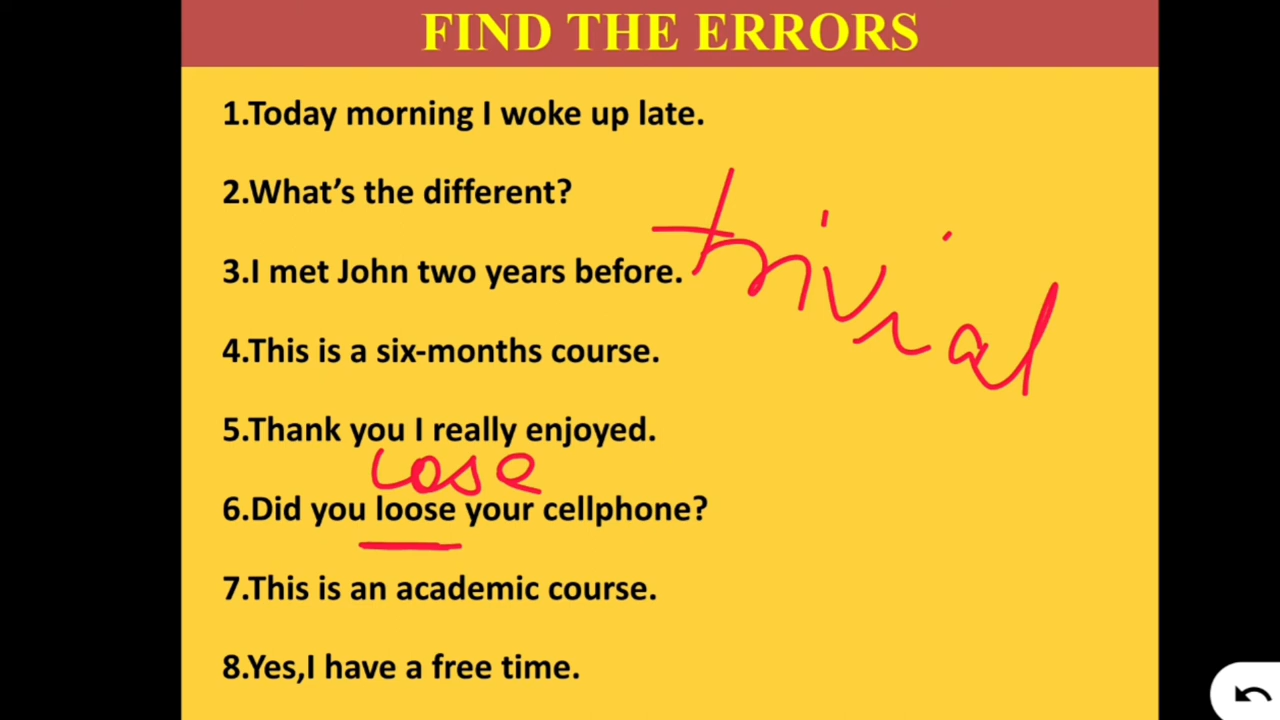 FIND THE ERRORS
1.Today morning I woke up late.
2.What's the different?
trivial
3.I met John two years before.
4.This is a six-months course.
5.Thank you I really enjoyed.
lose
6.Did you loose your cellphone?
7.This is an academic course.
8.Yes,I have a free time.